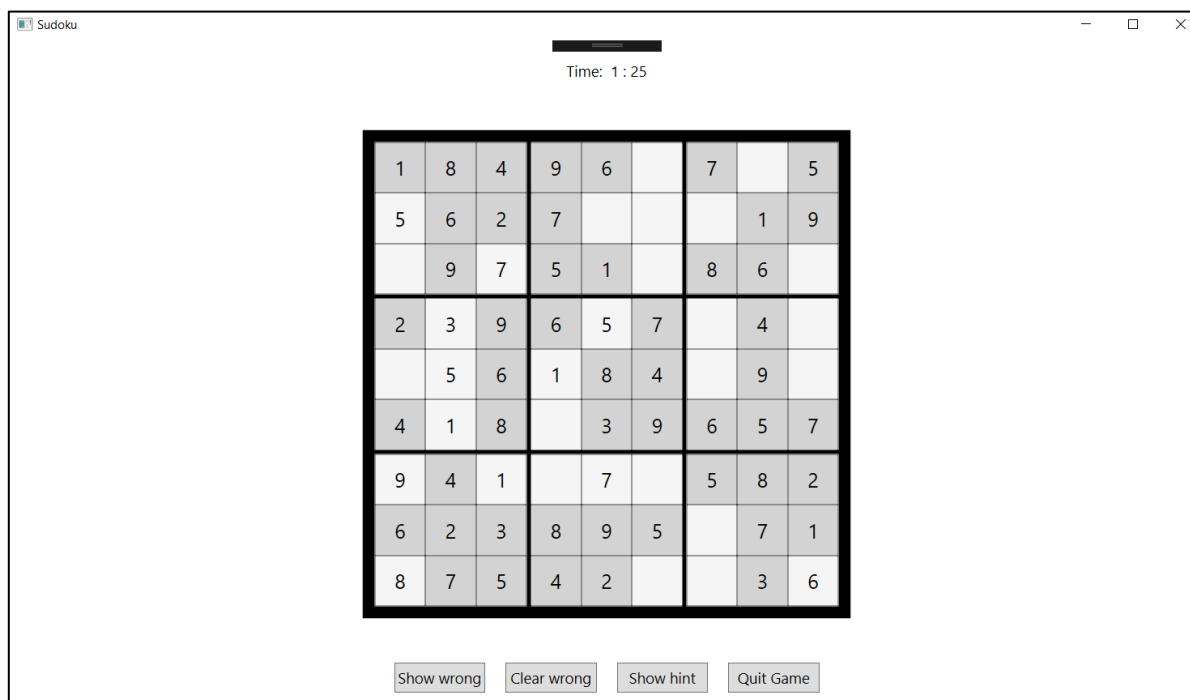 Sudoku
Time: 1 : 25
1 8 4 9 6 7 5
5 6 2 7 1 9
9 7 5 1 8 6
2 3 9 6 5 7 4
5 6 1 8 4 9
4 1 8 3 9 6 5 7
9 4 1 7 5 8 2
6 2 3 8 9 5 7 1
8 7 5 4 2 3 6
Show wrong Clear wrong Show hint Quit Game